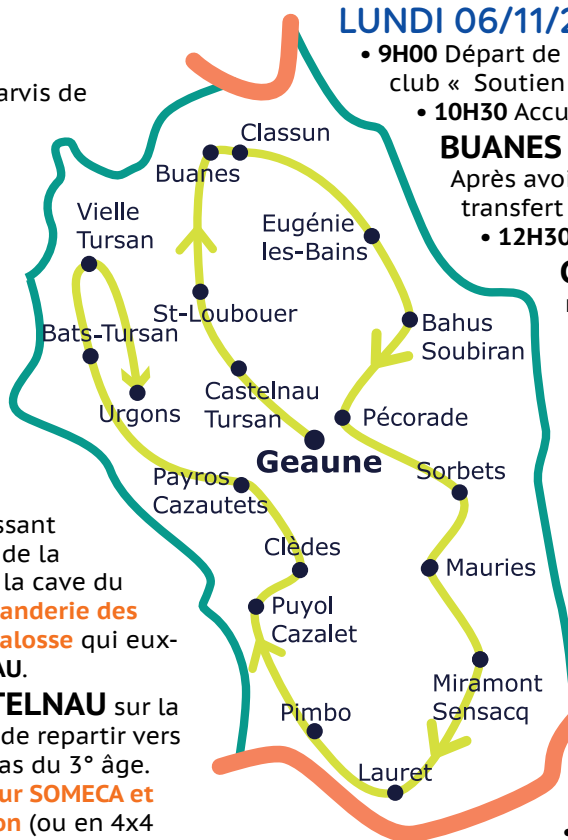 LUNDI 06/11/2
• 9H00 Départ de
club « Soutien
• 10H30 Accu
BUANES
Après avoi
transfert
• 12H30
arvis de
Classun
Buanes
Vielle
Tursan
Eugénie
les-Bains
St-Loubouer
Bats-Tursan
Bahus
Soubiran
Castelnau
Tursan
Urgons
Pécorade
Geaune
Sorbets
Payros
Cazautets
Clèdes
Mauries
Puyol
Cazalet
Miramont
Sensacq
Pimbo
Lauret
ssant
de la
la cave du
anderie des
alosse qui eux-
AU.
TELNAU sur la
de repartir vers
as du 3° âge.
ur SOMECA et
on (ou en 4x4